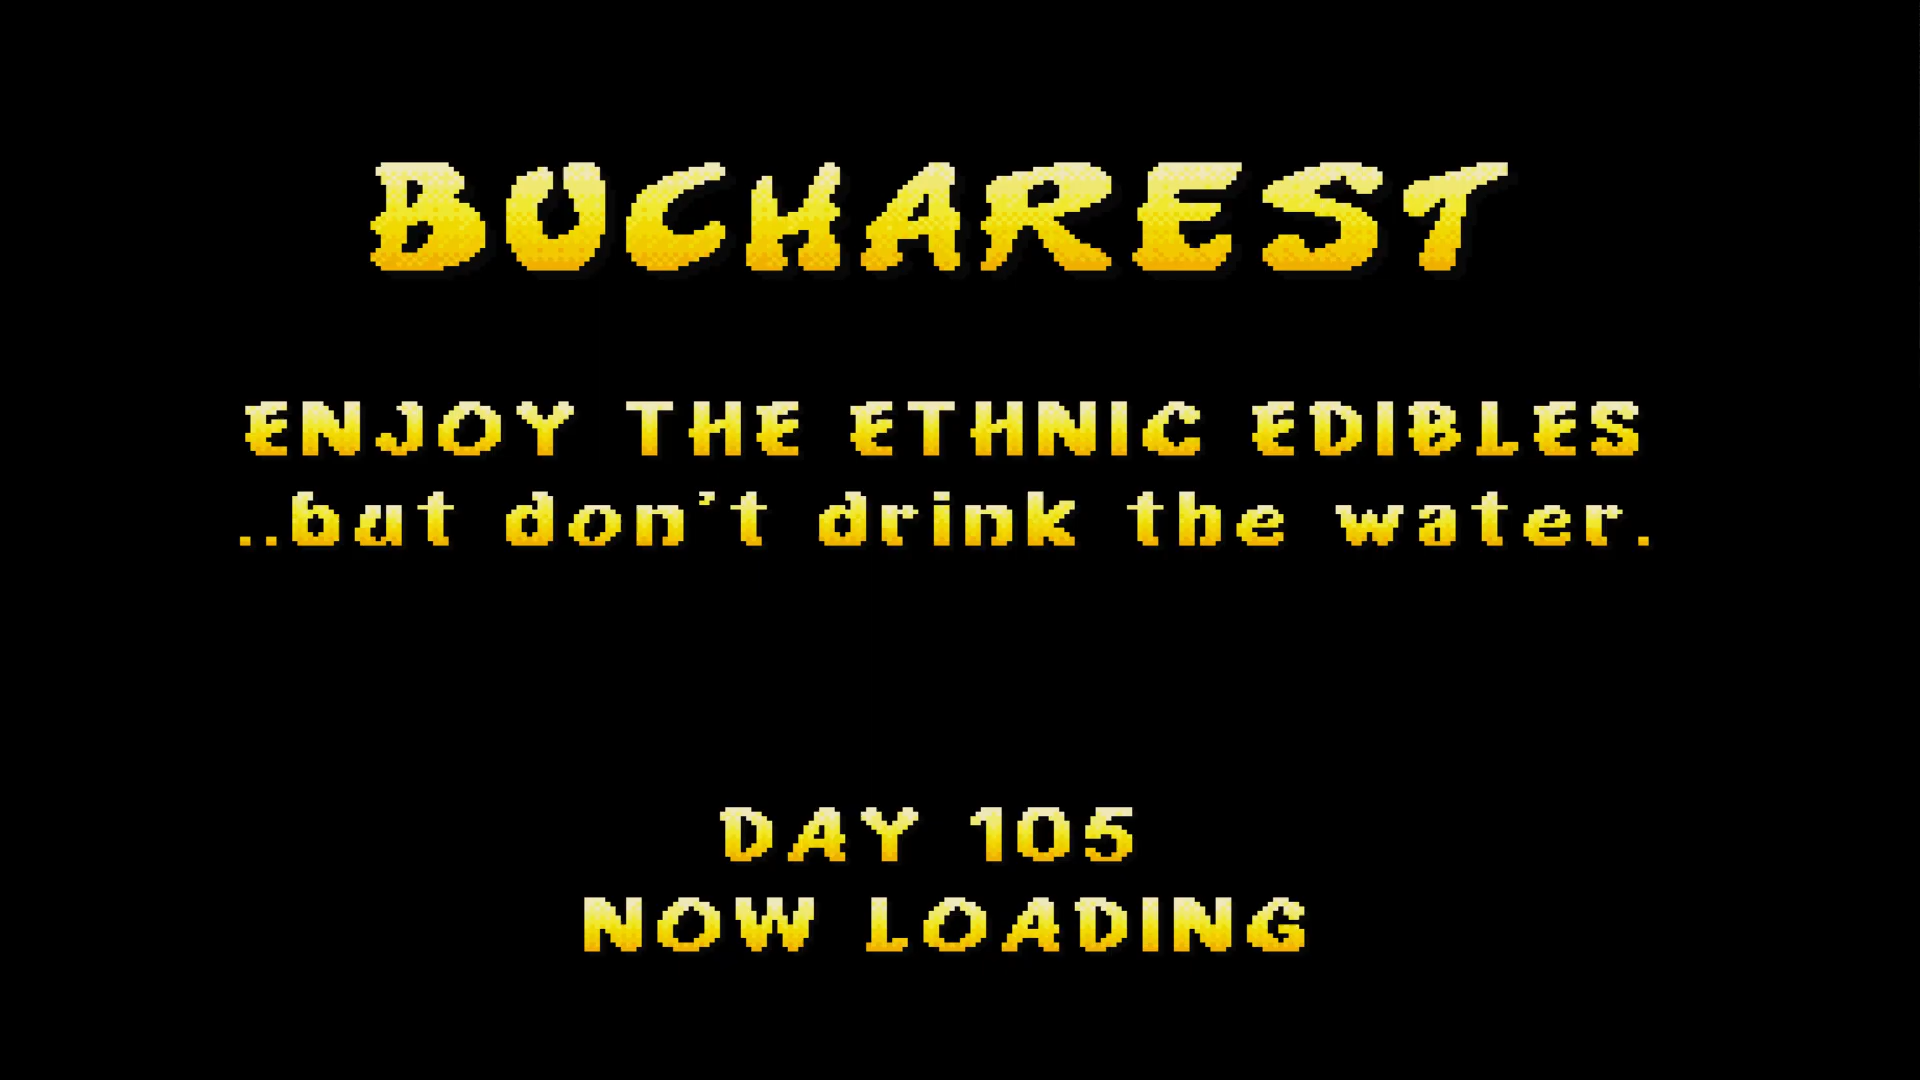 BUCHAREST
ENJOY THE ETHNIC EDIBLES
..but don't drink the water.
DAY 105
NOW LOADING